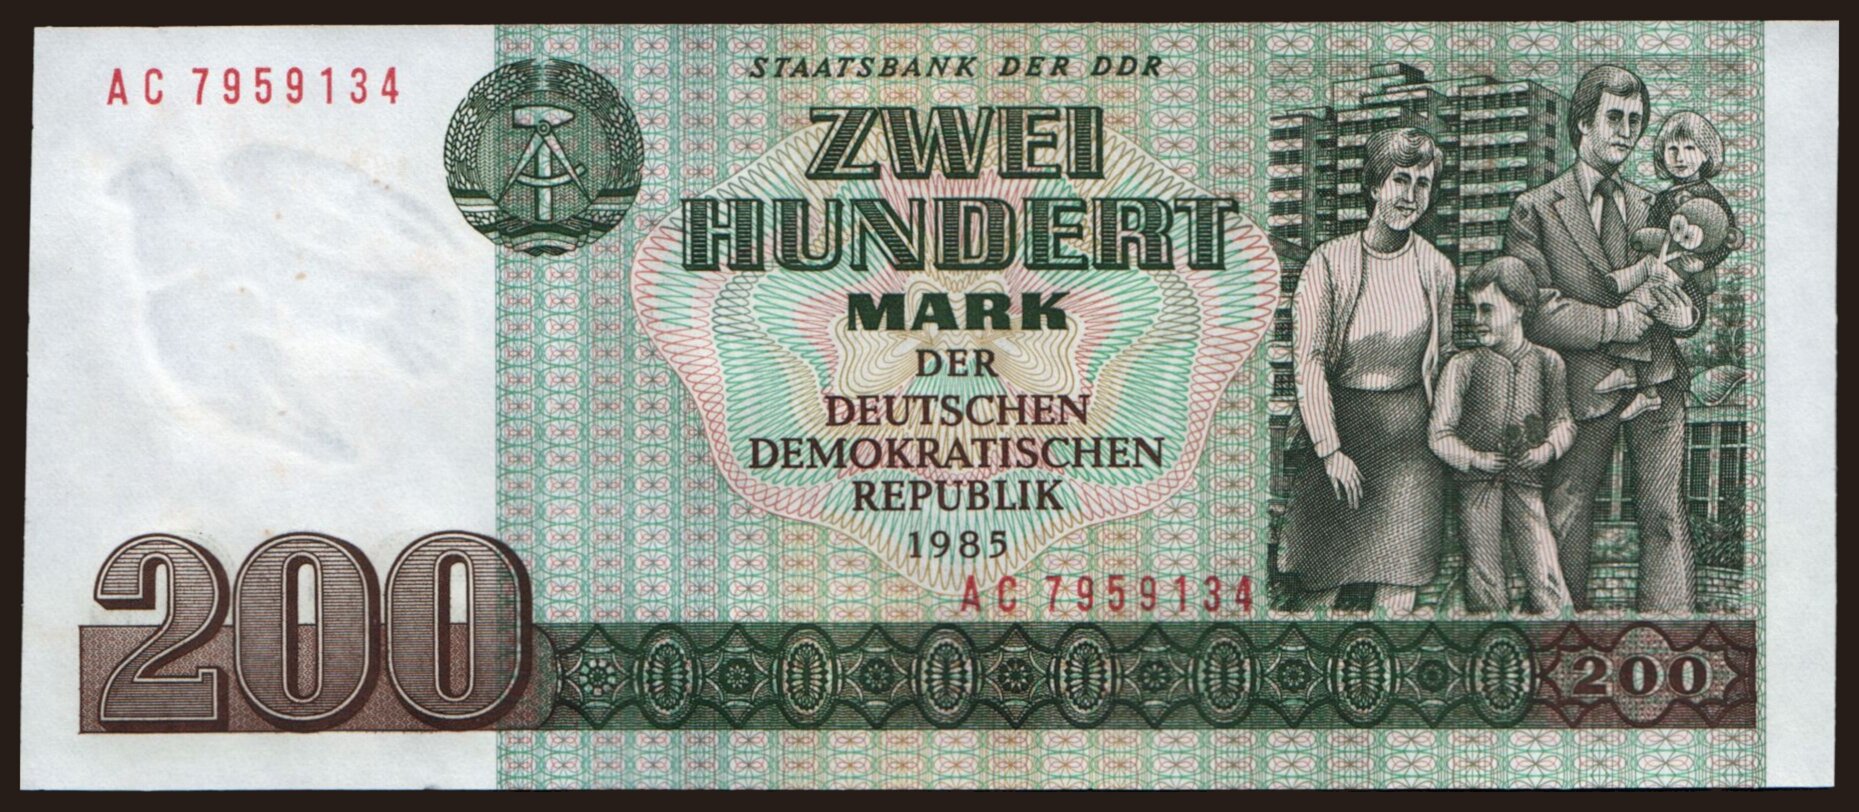 AC 7959134
STAATSBANK DER DDR
ZWEI
HUNDERT
MARK
DER
DEUTSCHEN
DEMOKRATISCHEN
REPUBLIK
1985
AC 7959134
200
200